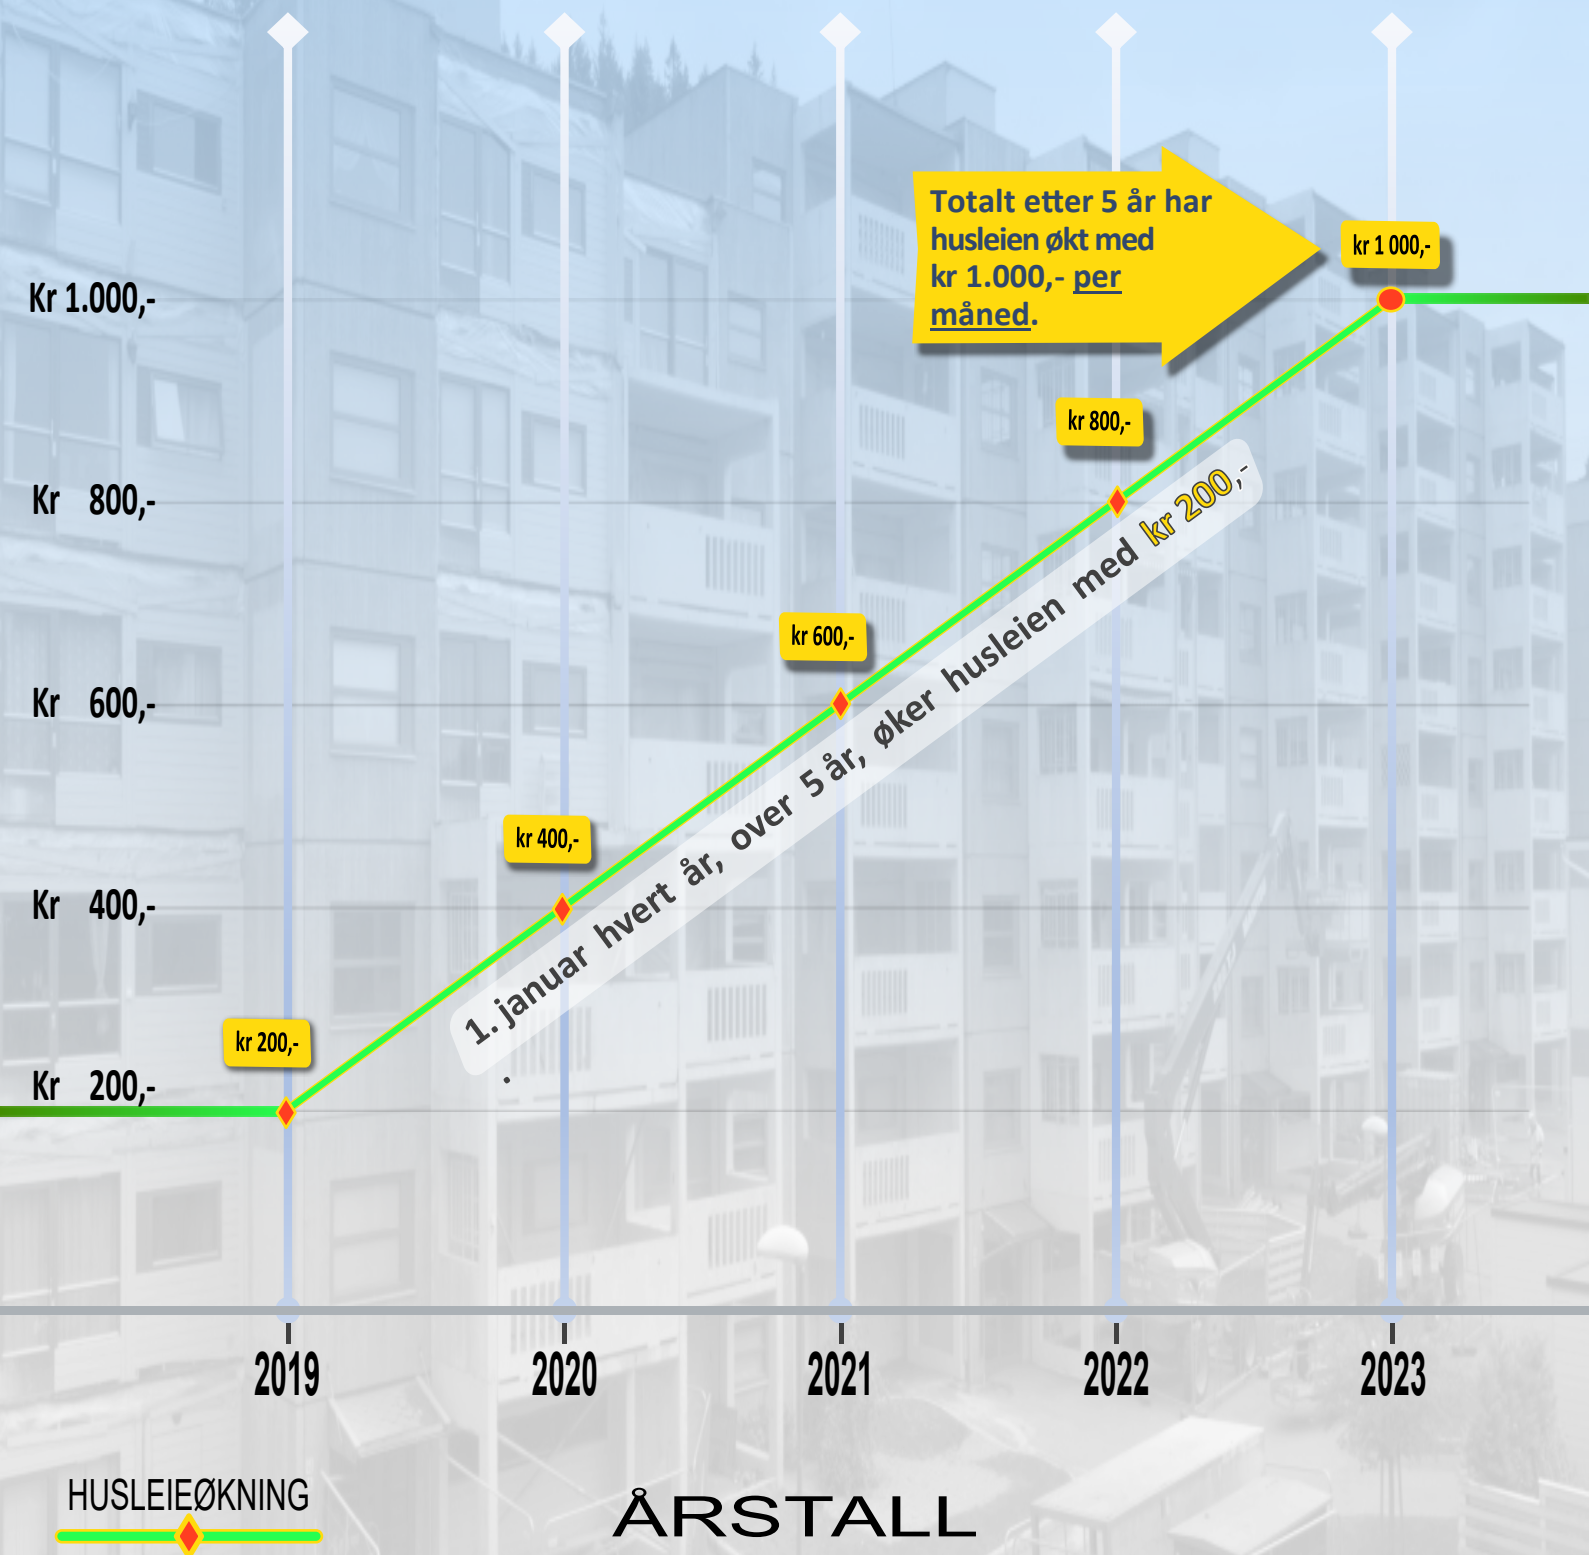 Totalt etter 5 år har
husleien økt med
kr 1.000,- per
måned.
kr 1 000,-
Kr 1.000,-
kr 800,-
Kr 800,-
kr 600,-
Kr 600,-
kr 400,-
Kr 400,-
1. januar hvert år, over 5 år, øker husleien med kr 200,-
.
kr 200,-
Kr 200,-
2019 2020 2021 2022 2023
HUSLEIEØKNING
ÅRSTALL